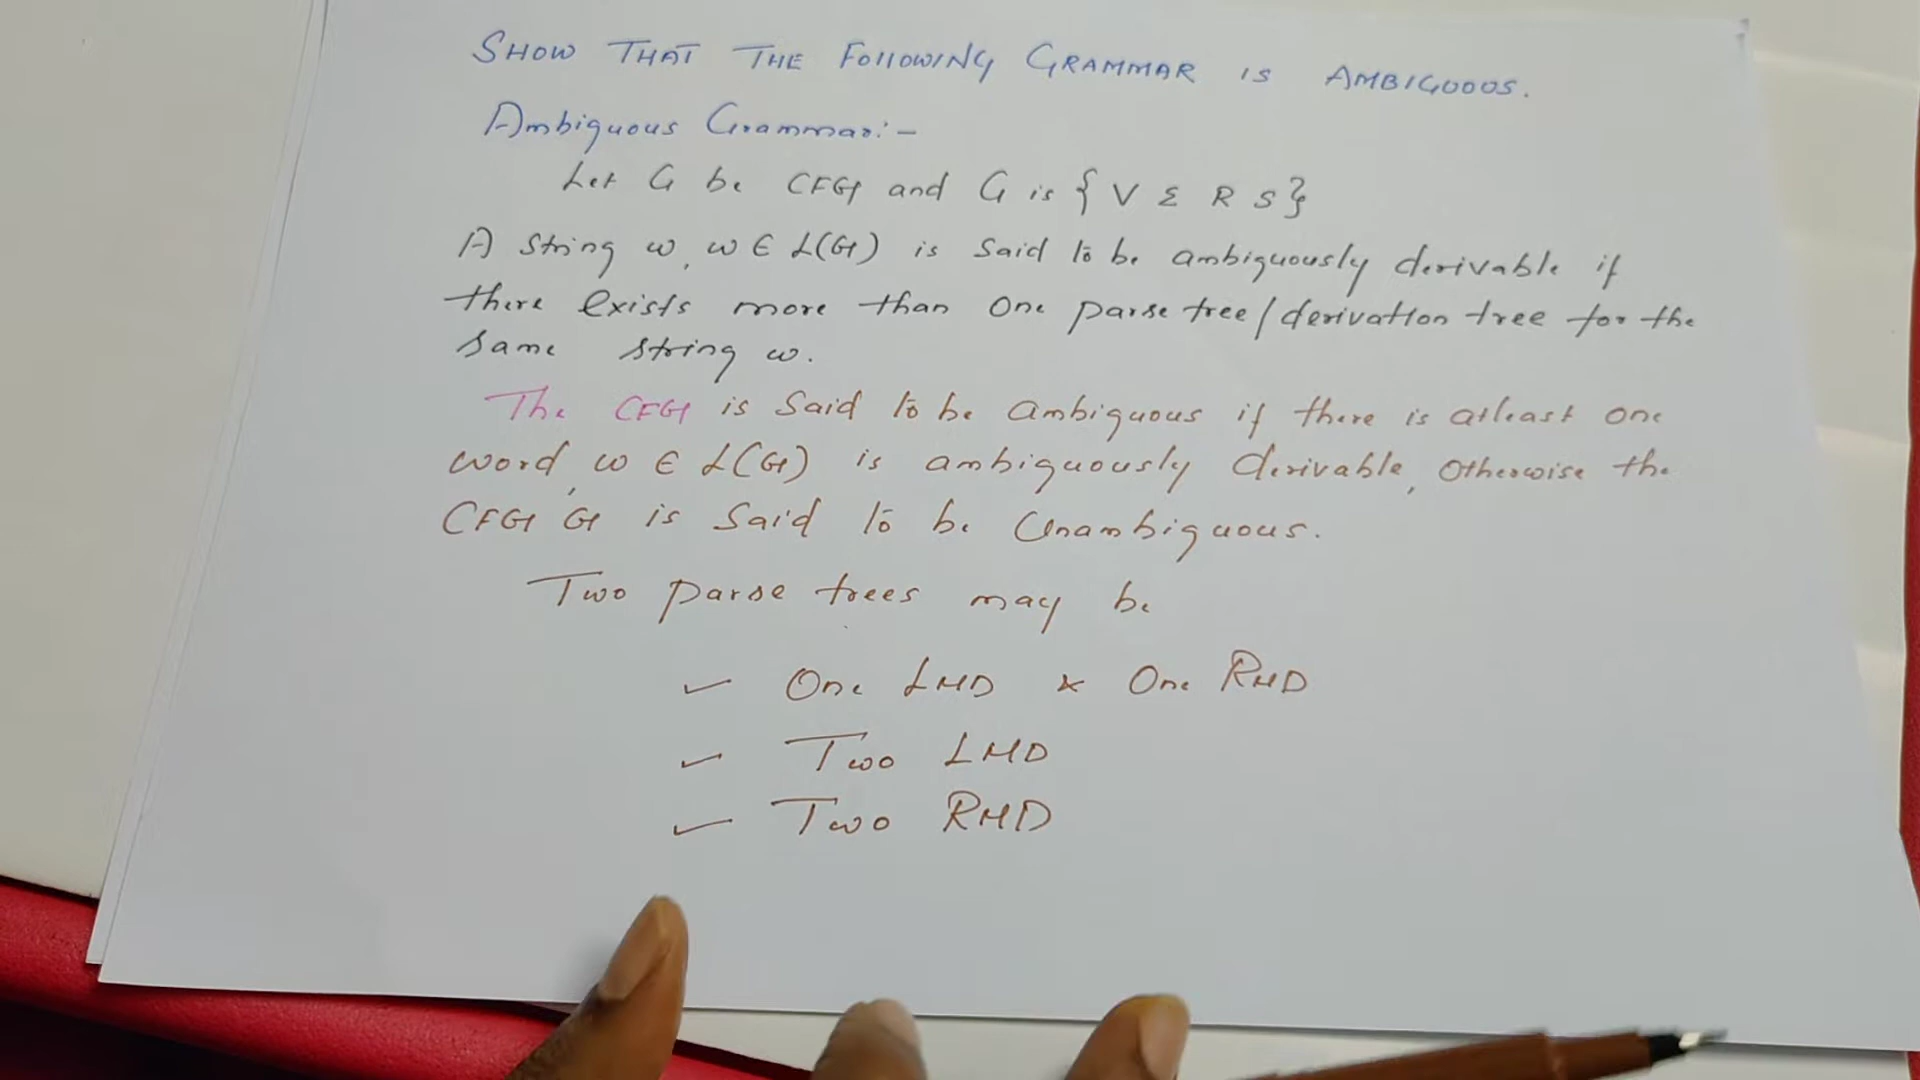 SHOW THAT THE FOllOWING GRAMMAR IS AMBIGUOUS.
Ambiguous Grammar:-
Let G be CFG and G is { V Σ R S }
A string w, w ∈ L(G) is said to be ambiguously derivable if
there exists more than one parse tree/derivation tree for the
same string w.
The CFG is said to be ambiguous if there is atleast one
word, w ∈ L(G) is ambiguously derivable, otherwise the
CFG G is said to be unambiguous.
Two parse trees may be
✓ One LMD & One RMD
✓ Two LMD
✓ Two RMD